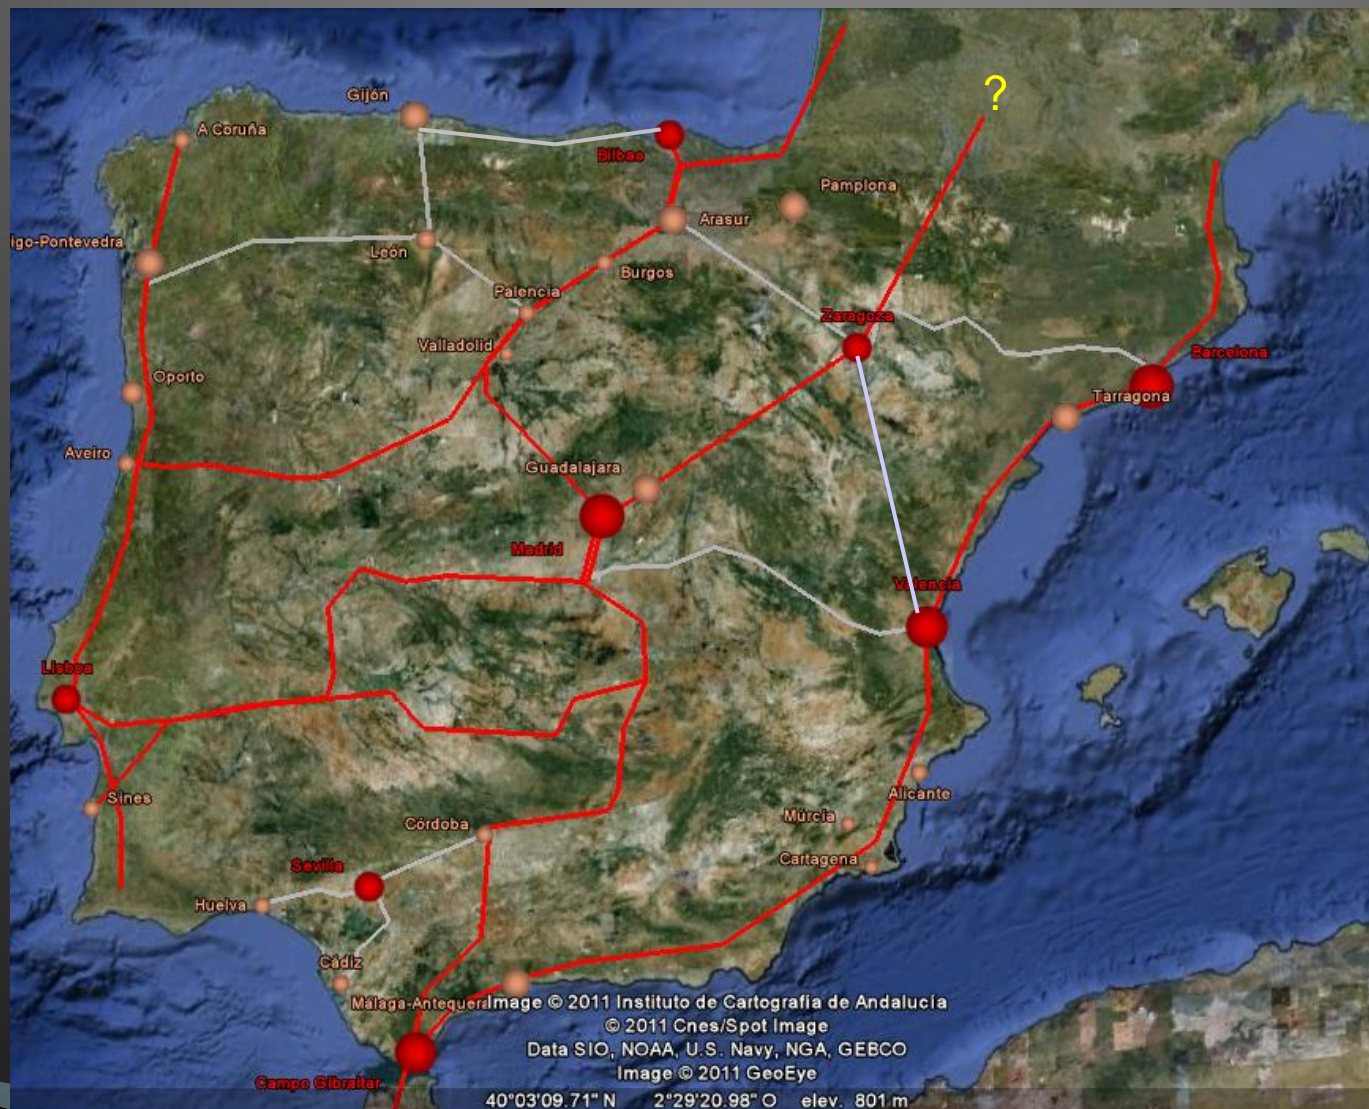 ?
Gijón
A Coruña
Bilbao
Pamplona
Arasur
igo-Pontevedra
León
Burgos
Palencia
Zaragoza
Valladolid
Barcelona
Oporto
Tarragona
Aveiro
Guadalajara
Madrid
Valencia
Lisboa
Alicante
Sines
Múrcia
Córdoba
Cartagena
Sevilla
Huelva
Cádiz
Málaga-Antequer
Image © 2011 Instituto de Cartografía de Andalucía
© 2011 Cnes/Spot Image
Data SIO, NOAA, U.S. Navy, NGA, GEBCO
Image © 2011 GeoEye
Campo Gibraltar
40°03'09.71" N 2°29'20.98" O elev. 801 m